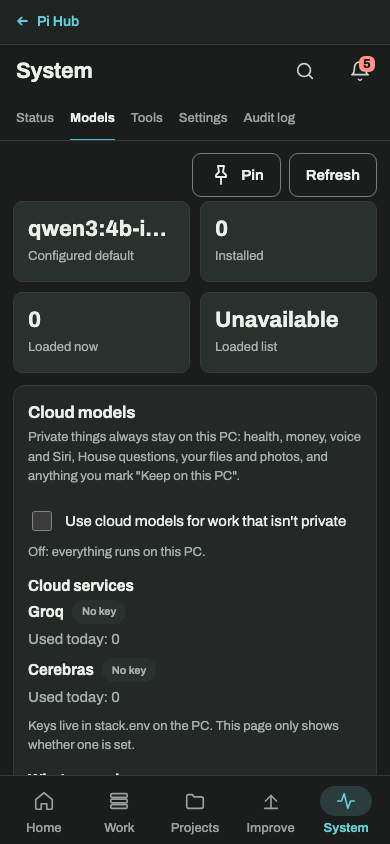 Pi Hub
System
5
Status Models Tools Settings Audit log
Pin Refresh
qwen3:4b-i...
Configured default
0
Installed
0
Loaded now
Unavailable
Loaded list
Cloud models
Private things always stay on this PC: health, money, voice
and Siri, House questions, your files and photos, and
anything you mark "Keep on this PC".
Use cloud models for work that isn't private
Off: everything runs on this PC.
Cloud services
Groq No key
Used today: 0
Cerebras No key
Used today: 0
Keys live in stack.env on the PC. This page only shows
whether one is set.
Home Work Projects Improve System